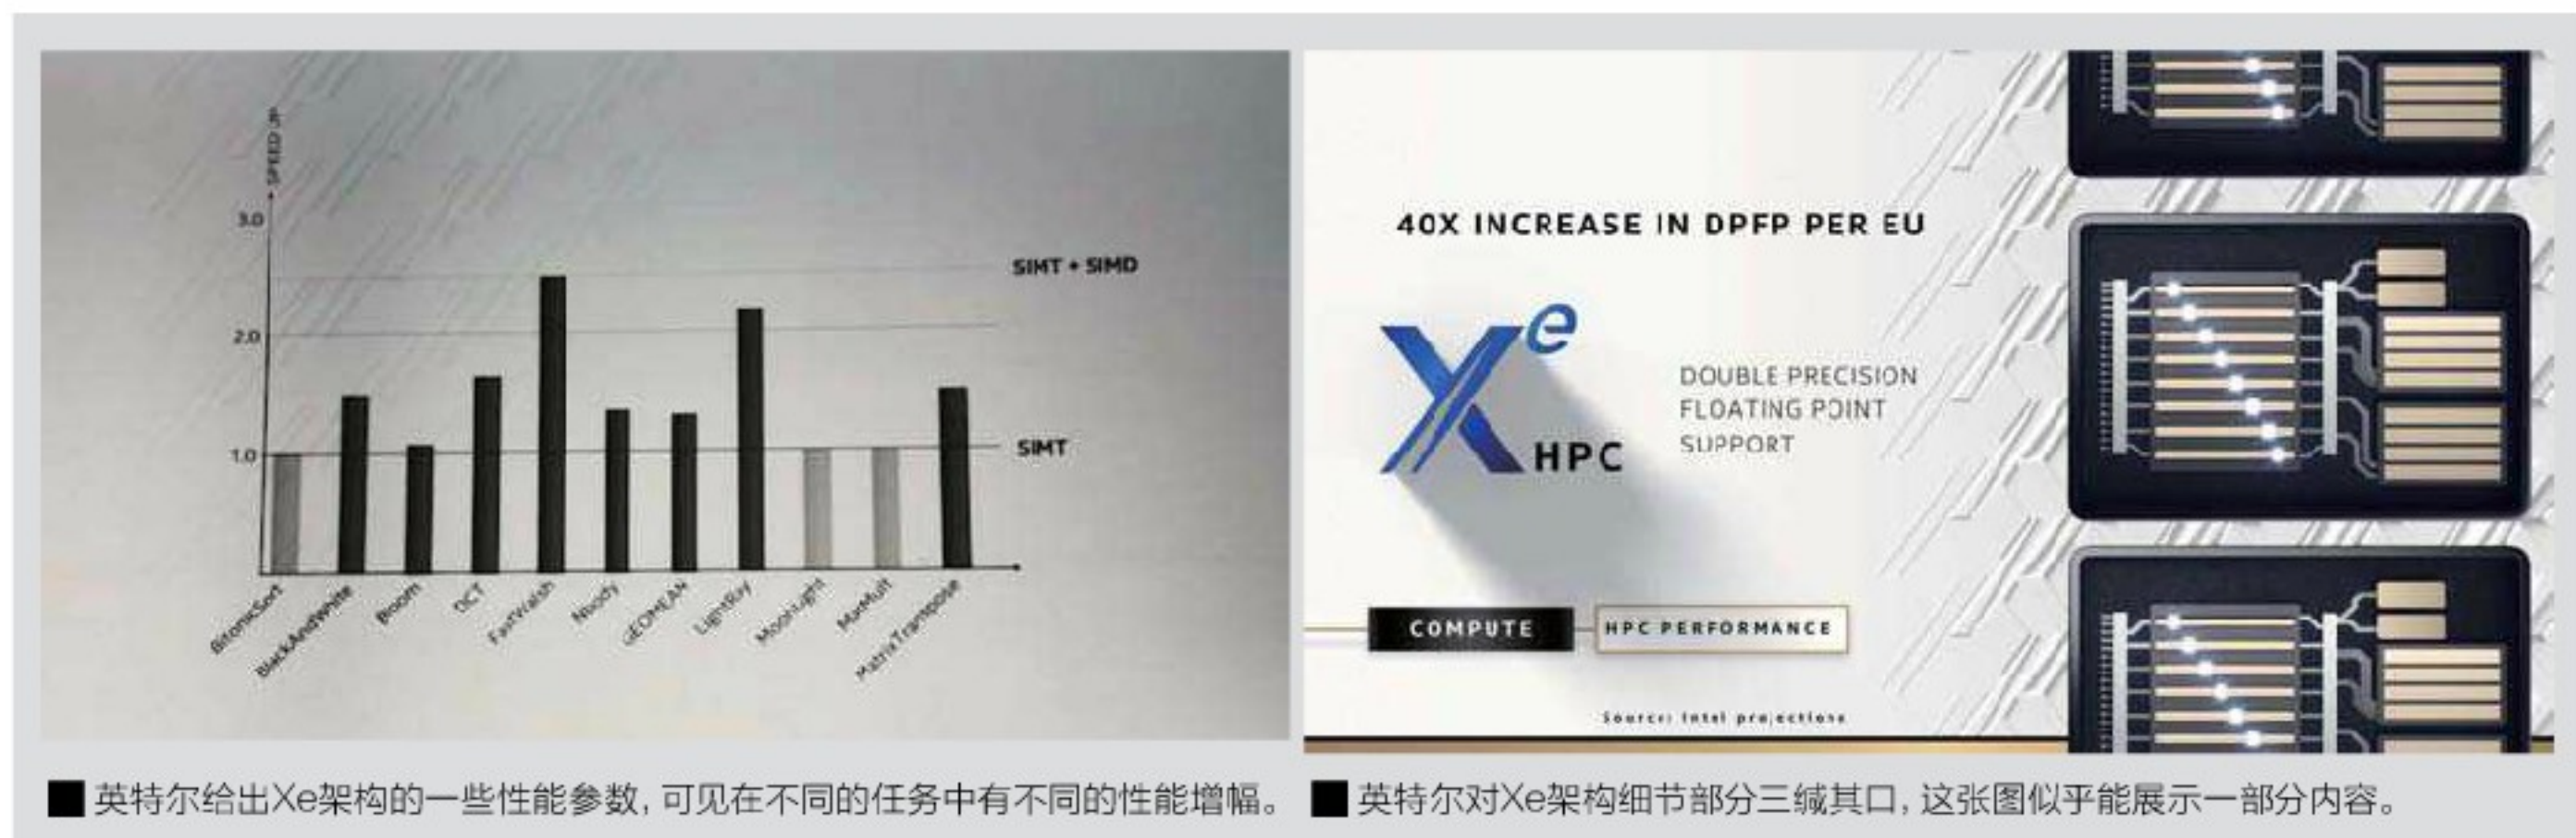 SPEED UP
3.0
SIMT + SIMD
2.0
SIMT
1.0
BitonicSort
BlackAndWhite
Broom
DCT
FastWalsh
Nbody
GEOMEAN
LightRay
MoonLight
MatMult
MatrixTranspose
40X INCREASE IN DPFP PER EU
Xe
HPC
DOUBLE PRECISION
FLOATING POINT
SUPPORT
COMPUTE
HPC PERFORMANCE
Source: Intel projections
■英特尔给出Xe架构的一些性能参数,可见在不同的任务中有不同的性能增幅。
■英特尔对Xe架构细节部分三缄其口,这张图似乎能展示一部分内容。